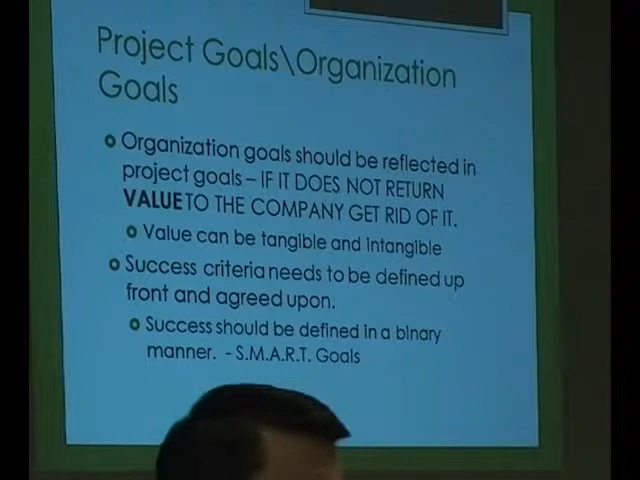 Project Goals\Organization
Goals
Organization goals should be reflected in
project goals – IF IT DOES NOT RETURN
VALUE TO THE COMPANY GET RID OF IT.
Value can be tangible and intangible
Success criteria needs to be defined up
front and agreed upon.
Success should be defined in a binary
manner. - S.M.A.R.T. Goals